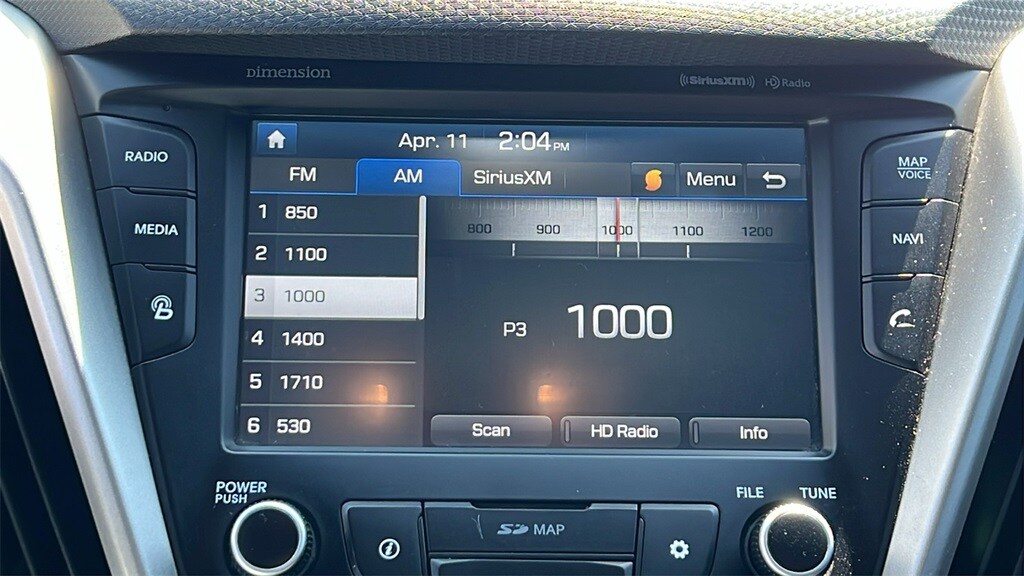 Dimension
((SiriusXM)) HD Radio
Apr. 11 2:04 PM
RADIO
FM AM SiriusXM Menu
MAP
VOICE
1 850
800 900 1000 1100 1200
MEDIA
2 1100
NAVI
3 1000
P3 1000
4 1400
5 1710
6 530
Scan HD Radio Info
POWER
PUSH
FILE TUNE
SD MAP